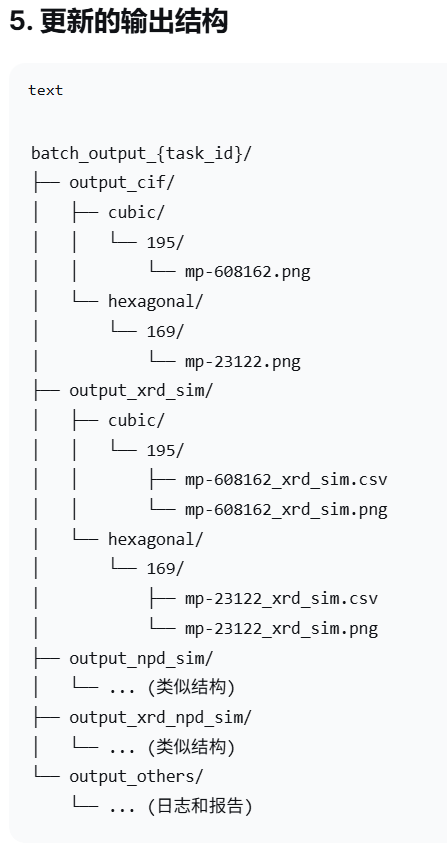 5. 更新的输出结构
text
batch_output_{task_id}/
├── output_cif/
│   ├── cubic/
│   │   └── 195/
│   │       └── mp-608162.png
│   └── hexagonal/
│       └── 169/
│           └── mp-23122.png
├── output_xrd_sim/
│   ├── cubic/
│   │   └── 195/
│   │       ├── mp-608162_xrd_sim.csv
│   │       └── mp-608162_xrd_sim.png
│   └── hexagonal/
│       └── 169/
│           ├── mp-23122_xrd_sim.csv
│           └── mp-23122_xrd_sim.png
├── output_npd_sim/
│   └── ... (类似结构)
├── output_xrd_npd_sim/
│   └── ... (类似结构)
└── output_others/
    └── ... (日志和报告)